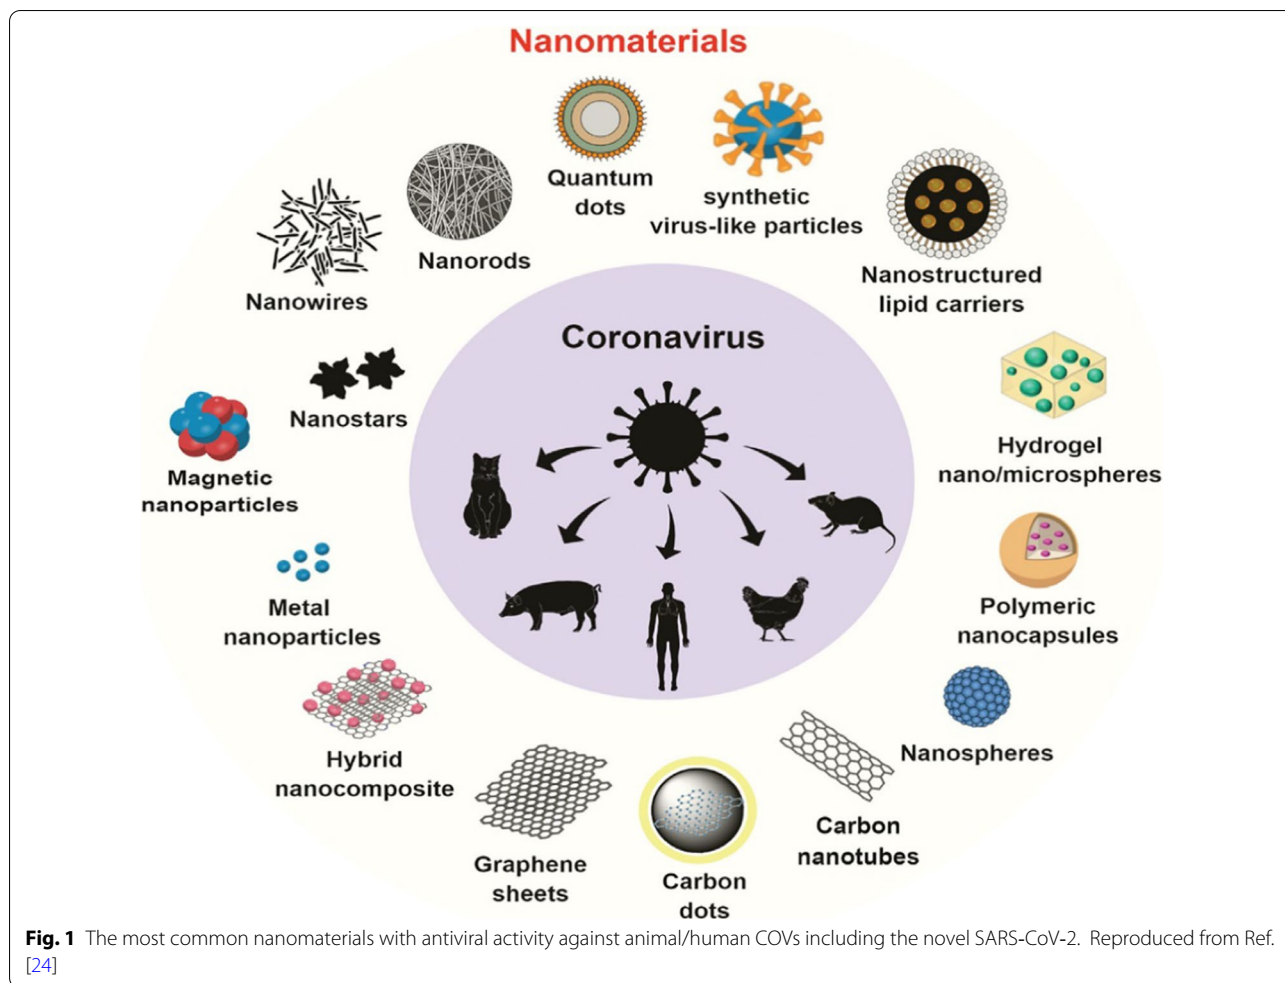 Nanomaterials
Quantum
dots
synthetic
virus-like particles
Nanorods
Nanostructured
lipid carriers
Nanowires
Coronavirus
Nanostars
Hydrogel
nano/microspheres
Magnetic
nanoparticles
Metal
nanoparticles
Polymeric
nanocapsules
Hybrid
nanocomposite
Nanospheres
Carbon
nanotubes
Graphene
sheets
Carbon
dots
Fig. 1 The most common nanomaterials with antiviral activity against animal/human COVs including the novel SARS-CoV-2. Reproduced from Ref.
[24]